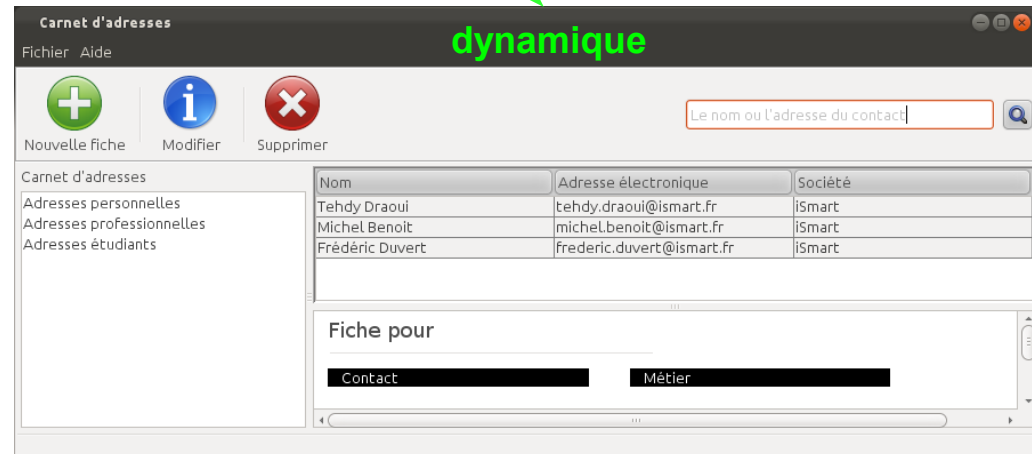 Carnet d'adresses
dynamique
Fichier Aide
Nouvelle fiche Modifier Supprimer
Le nom ou l'adresse du contact
Carnet d'adresses
Adresses personnelles
Adresses professionnelles
Adresses étudiants
Nom Adresse électronique Société
Tehdy Draoui tehdy.draoui@ismart.fr iSmart
Michel Benoit michel.benoit@ismart.fr iSmart
Frédéric Duvert frederic.duvert@ismart.fr iSmart
Fiche pour
Contact Métier